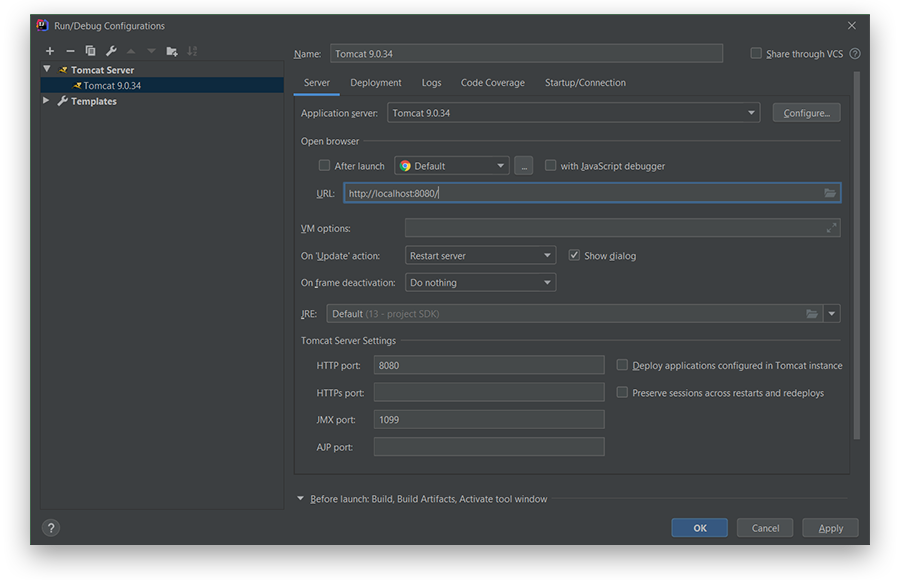 Run/Debug Configurations
Name: Tomcat 9.0.34 Share through VCS ?
Tomcat Server
Tomcat 9.0.34
Templates
Server Deployment Logs Code Coverage Startup/Connection
Application server: Tomcat 9.0.34 Configure...
Open browser
After launch Default ... with JavaScript debugger
URL: http://localhost:8080/
VM options:
On 'Update' action: Restart server Show dialog
On frame deactivation: Do nothing
JRE: Default (13 - project SDK)
Tomcat Server Settings
HTTP port: 8080 Deploy applications configured in Tomcat instance
HTTPs port: Preserve sessions across restarts and redeploys
JMX port: 1099
AJP port:
Before launch: Build, Build Artifacts, Activate tool window
? OK Cancel Apply